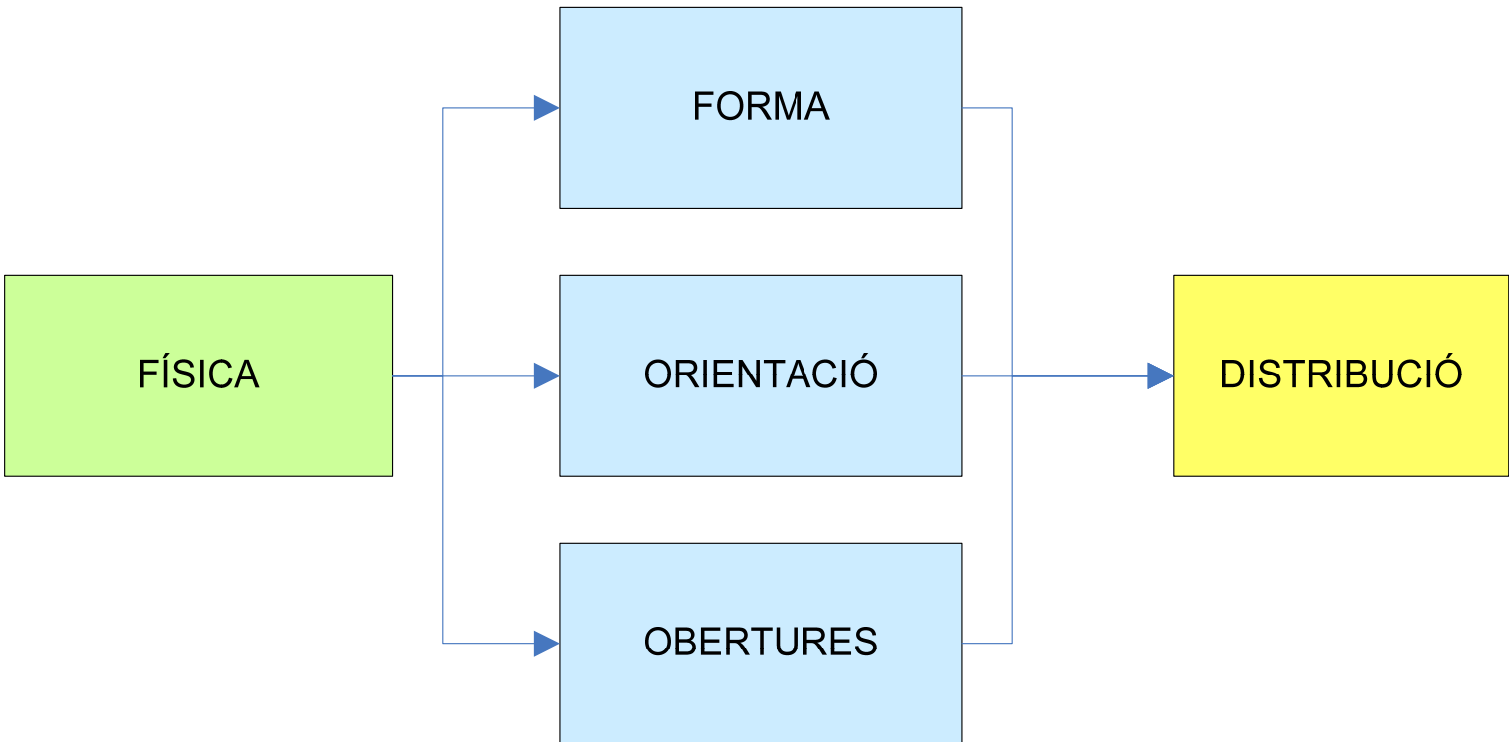 FORMA
FÍSICA
ORIENTACIÓ
DISTRIBUCIÓ
OBERTURES